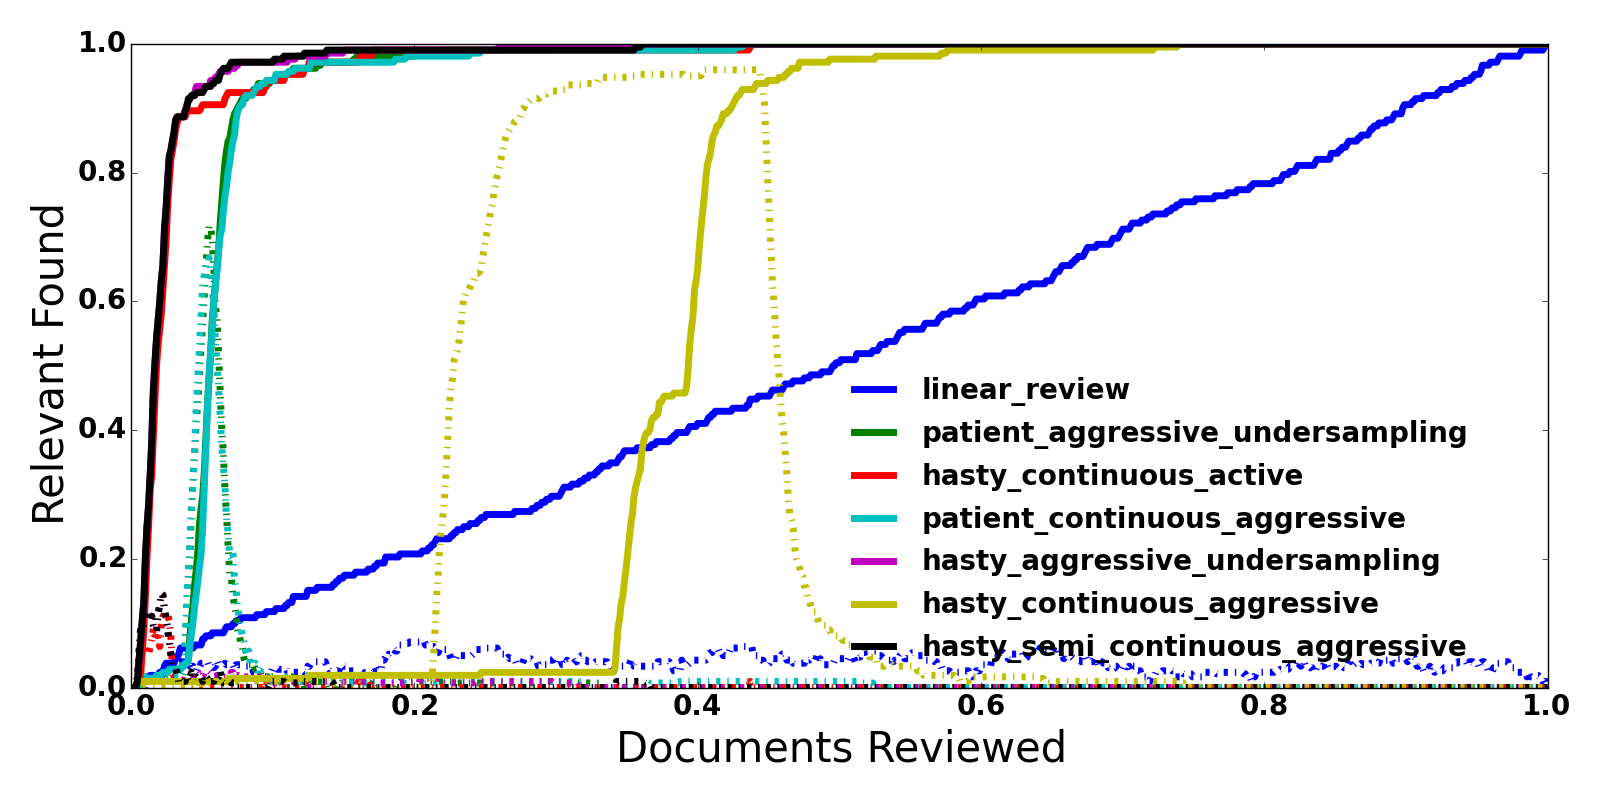 1.0
0.8
0.6
0.4
0.2
0.0
Relevant Found
linear_review
patient_aggressive_undersampling
hasty_continuous_active
patient_continuous_aggressive
hasty_aggressive_undersampling
hasty_continuous_aggressive
hasty_semi_continuous_aggressive
0.0 0.2 0.4 0.6 0.8 1.0
Documents Reviewed